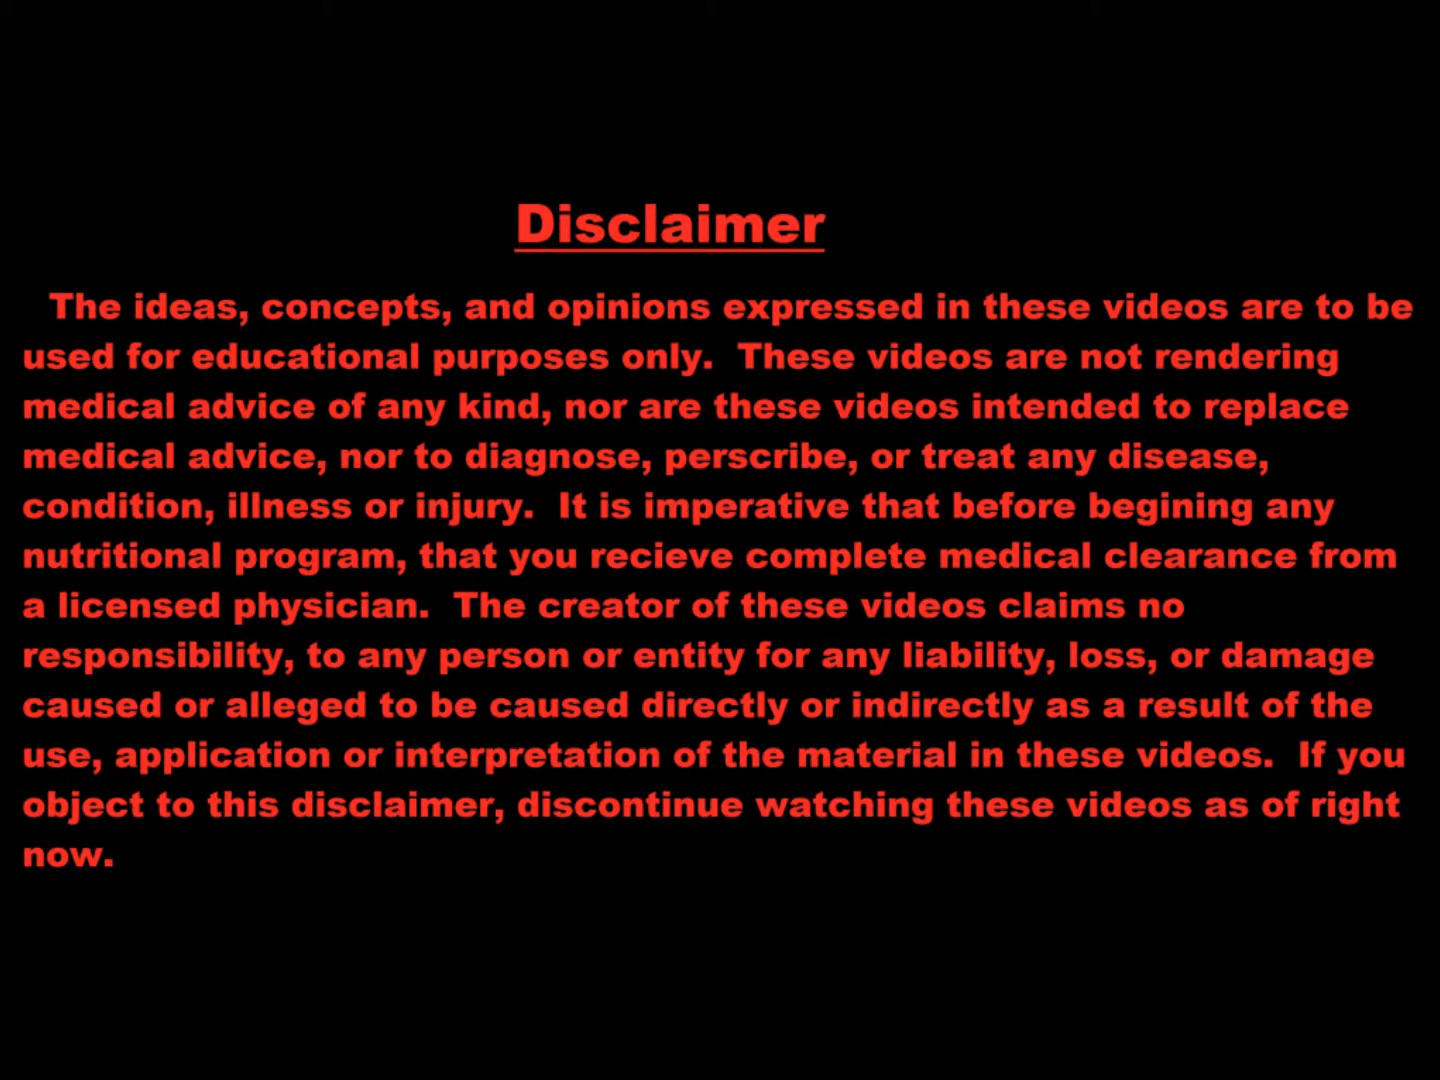 Disclaimer
The ideas, concepts, and opinions expressed in these videos are to be
used for educational purposes only.  These videos are not rendering
medical advice of any kind, nor are these videos intended to replace
medical advice, nor to diagnose, perscribe, or treat any disease,
condition, illness or injury.  It is imperative that before begining any
nutritional program, that you recieve complete medical clearance from
a licensed physician.  The creator of these videos claims no
responsibility, to any person or entity for any liability, loss, or damage
caused or alleged to be caused directly or indirectly as a result of the
use, application or interpretation of the material in these videos.  If you
object to this disclaimer, discontinue watching these videos as of right
now.